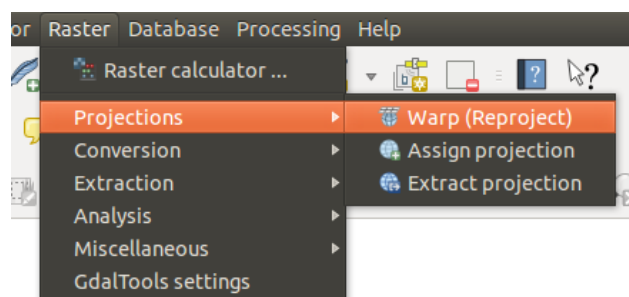 or Raster Database Processing Help
Raster calculator ...
Projections
Warp (Reproject)
Conversion
Assign projection
Extraction
Extract projection
Analysis
Miscellaneous
GdalTools settings